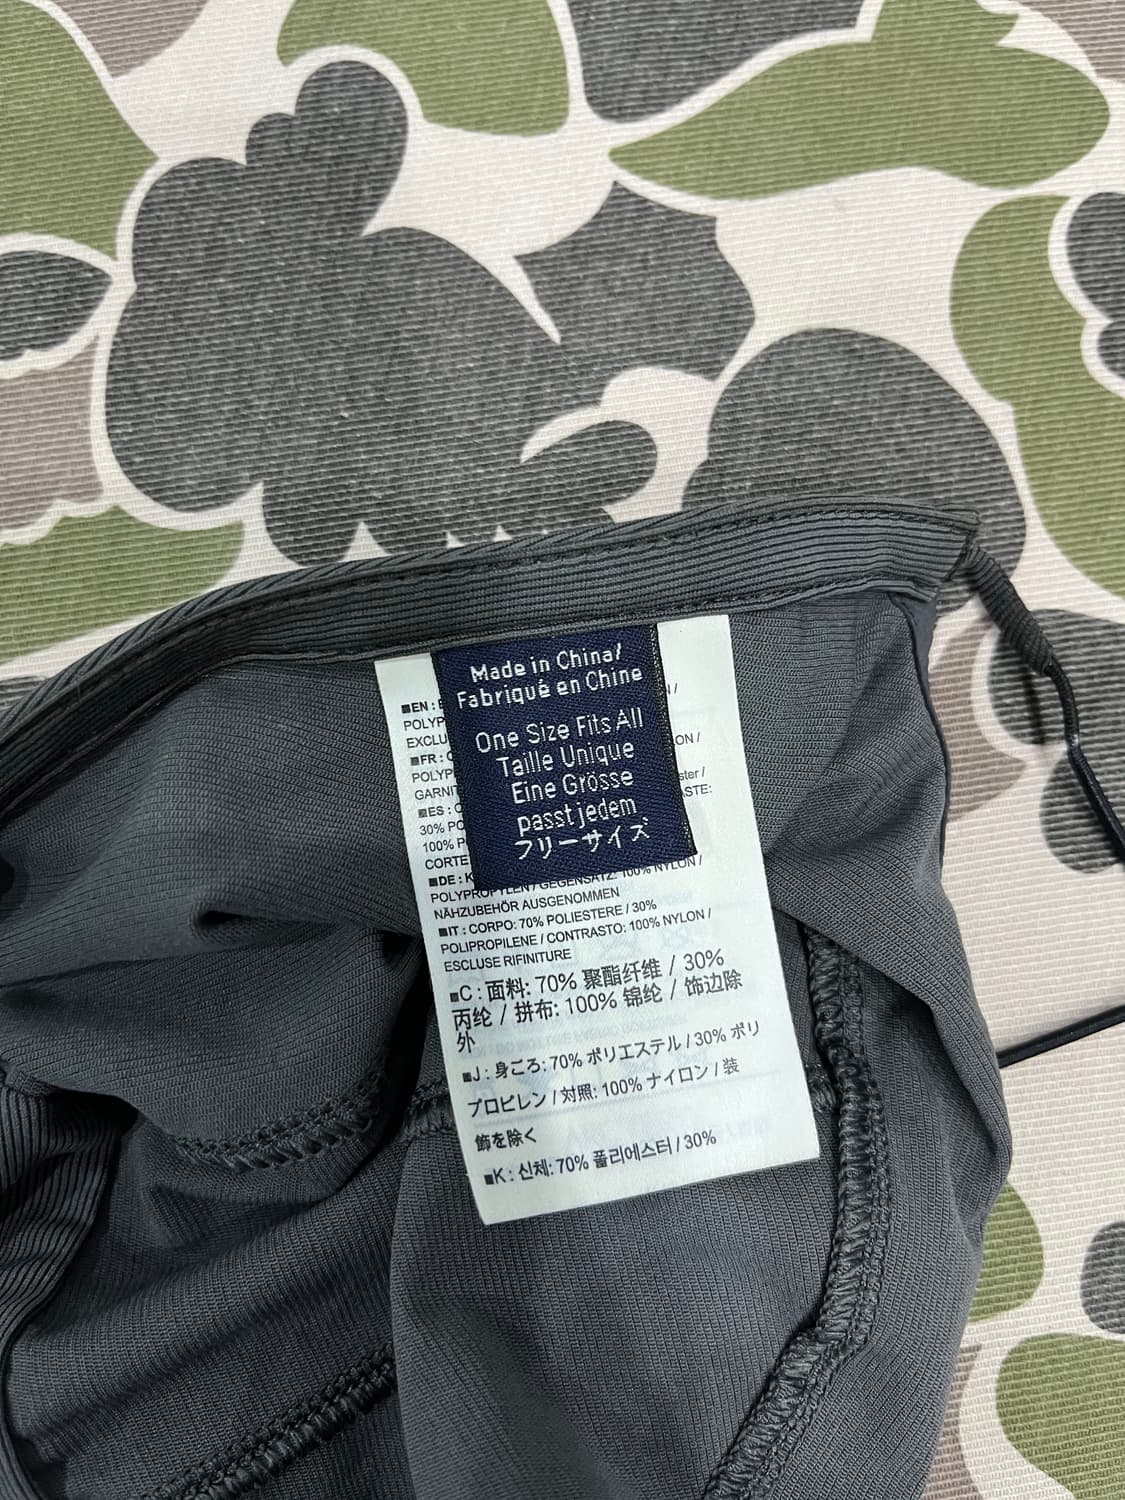 Made in China/
Fabriqué en Chine
One Size Fits All
Taille Unique
Eine Grösse
passt jedem
フリーサイズ
■EN :
POLYP
EXCLU
■FR :
POLYP
GARNIT
■ES :
30% PO
100% P
CORTE
■DE :
POLYPROPYLEN / GEGENSATZ: 100% NYLON /
NÄHZUBEHÖR AUSGENOMMEN
■IT : CORPO: 70% POLIESTERE / 30%
POLIPROPILENE / CONTRASTO: 100% NYLON /
ESCLUSE RIFINITURE
■C : 面料: 70% 聚酯纤维 / 30%
丙纶 / 拼布: 100% 锦纶 / 饰边除
外
■J : 身ごろ: 70% ポリエステル / 30% ポリ
プロピレン / 対照: 100% ナイロン / 装
飾を除く
■K : 신체: 70% 폴리에스터 / 30%